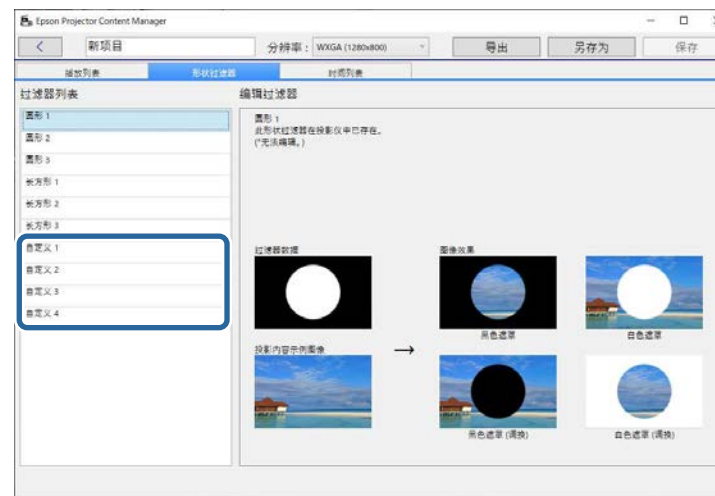 Epson Projector Content Manager
新项目 分辨率： WXGA (1280x800) 导出 另存为 保存
播放列表 形状过滤器 时间列表
过滤器列表 编辑过滤器
圆形 1
圆形 2
圆形 3
长方形 1
长方形 2
长方形 3
自定义 1
自定义 2
自定义 3
自定义 4
圆形 1
此形状过滤器在投影仪中已存在。
(*无法编辑。)
过滤器数据 图像效果
黑色遮罩 白色遮罩
投影内容示例图像
→
黑色遮罩 (调换) 白色遮罩 (调换)